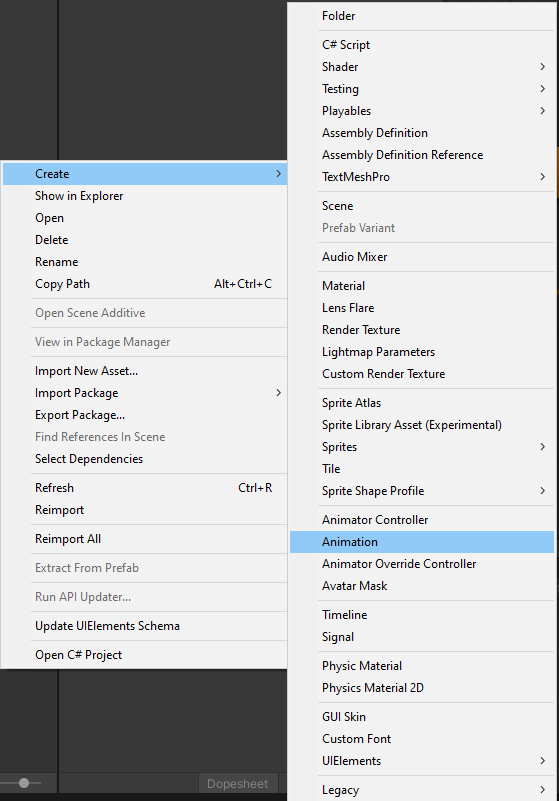 Create
Show in Explorer
Open
Delete
Rename
Copy Path Alt+Ctrl+C
Open Scene Additive
View in Package Manager
Import New Asset...
Import Package
Export Package...
Find References In Scene
Select Dependencies
Refresh Ctrl+R
Reimport
Reimport All
Extract From Prefab
Run API Updater...
Update UIElements Schema
Open C# Project
Dopesheet
Folder
C# Script
Shader
Testing
Playables
Assembly Definition
Assembly Definition Reference
TextMeshPro
Scene
Prefab Variant
Audio Mixer
Material
Lens Flare
Render Texture
Lightmap Parameters
Custom Render Texture
Sprite Atlas
Sprite Library Asset (Experimental)
Sprites
Tile
Sprite Shape Profile
Animator Controller
Animation
Animator Override Controller
Avatar Mask
Timeline
Signal
Physic Material
Physics Material 2D
GUI Skin
Custom Font
UIElements
Legacy